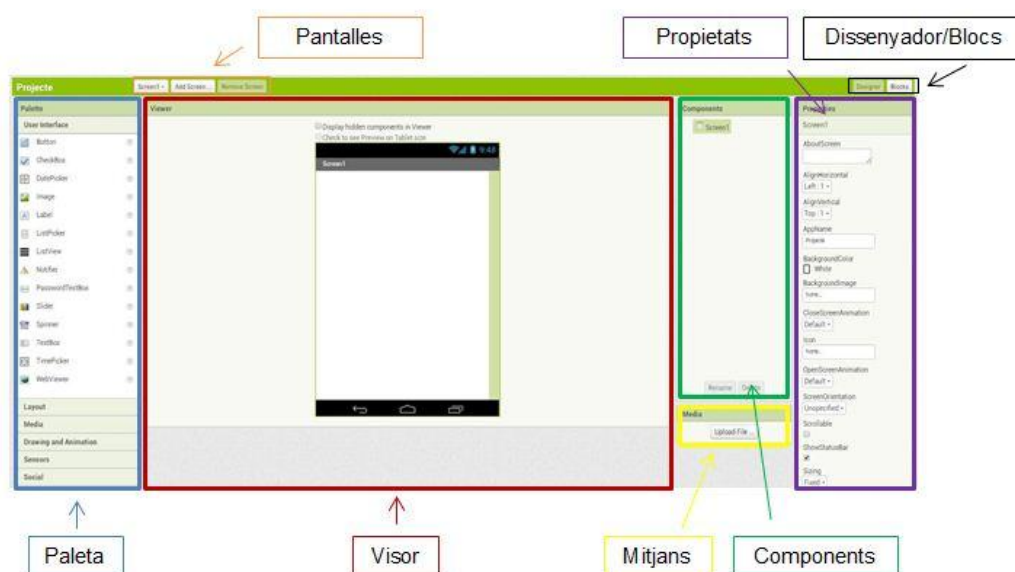 Pantalles
Propietats
Dissenyador/Blocs
Projecte
Screen1
Add Screen ...
Remove Screen
Designer
Blocks
Palette
User Interface
Button
CheckBox
DatePicker
Image
Label
ListPicker
ListView
Notifier
PasswordTextBox
Slider
Spinner
TextBox
TimePicker
WebViewer
Layout
Media
Drawing and Animation
Sensors
Social
Viewer
Display hidden components in Viewer
Check to see Preview on Tablet size.
9:48
Screen1
Components
Screen1
Rename
Delete
Media
Upload File ...
Properties
Screen1
AboutScreen
AlignHorizontal
Left : 1
AlignVertical
Top : 1
AppName
Projecte
BackgroundColor
White
BackgroundImage
None...
CloseScreenAnimation
Default
Icon
None...
OpenScreenAnimation
Default
ScreenOrientation
Unspecified
Scrollable
ShowStatusBar
Sizing
Fixed
Paleta
Visor
Mitjans
Components